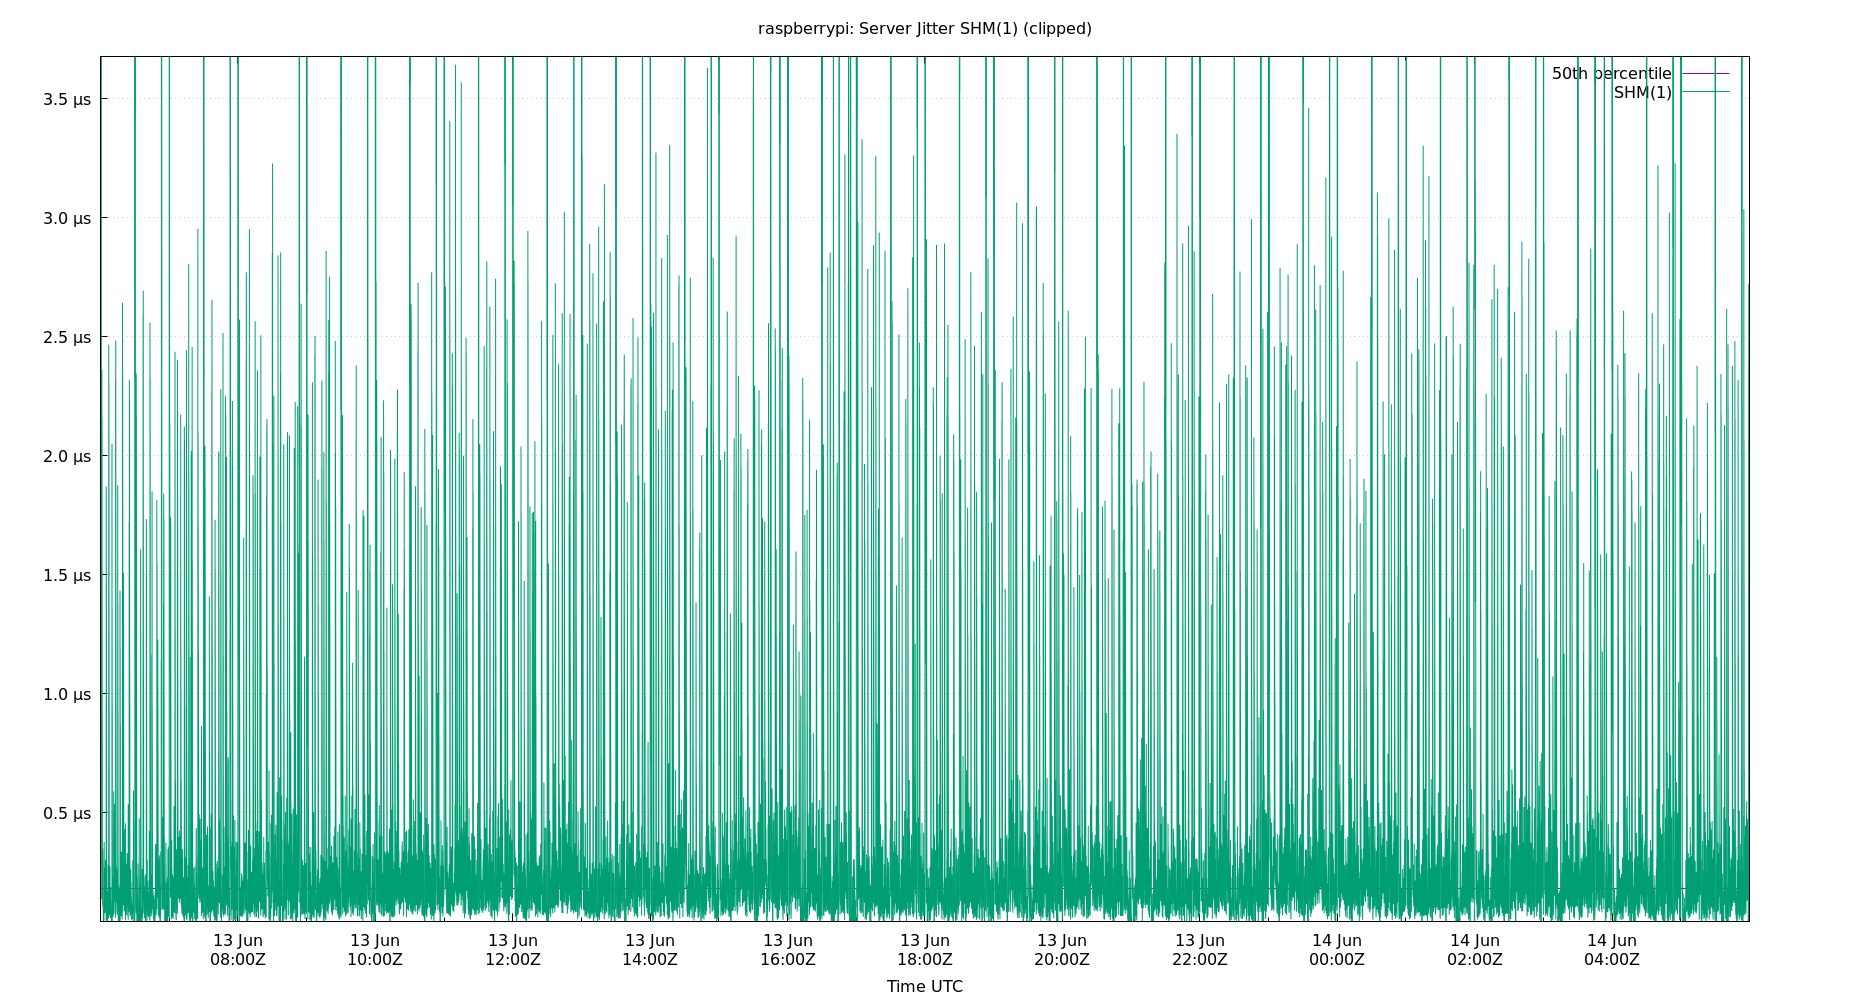 raspberrypi: Server Jitter SHM(1) (clipped)
50th percentile
SHM(1)
3.5 µs
3.0 µs
2.5 µs
2.0 µs
1.5 µs
1.0 µs
0.5 µs
13 Jun 13 Jun 13 Jun 13 Jun 13 Jun 13 Jun 13 Jun 13 Jun 14 Jun 14 Jun 14 Jun
08:00Z 10:00Z 12:00Z 14:00Z 16:00Z 18:00Z 20:00Z 22:00Z 00:00Z 02:00Z 04:00Z
Time UTC